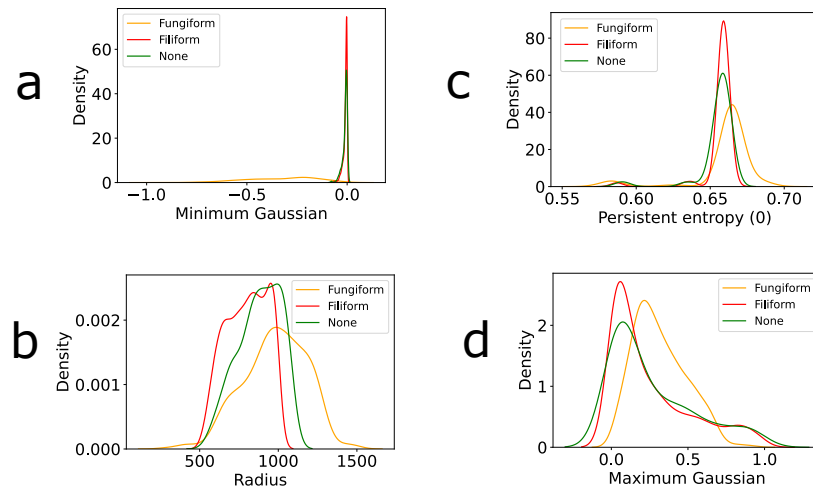 a
Density
60
40
20
0
Fungiform
Filiform
None
−1.0
−0.5
0.0
Minimum Gaussian
c
Density
80
60
40
20
0
Fungiform
Filiform
None
0.55
0.60
0.65
0.70
Persistent entropy (0)
b
Density
0.002
0.001
0.000
Fungiform
Filiform
None
500
1000
1500
Radius
d
Density
2
1
0
Fungiform
Filiform
None
0.0
0.5
1.0
Maximum Gaussian